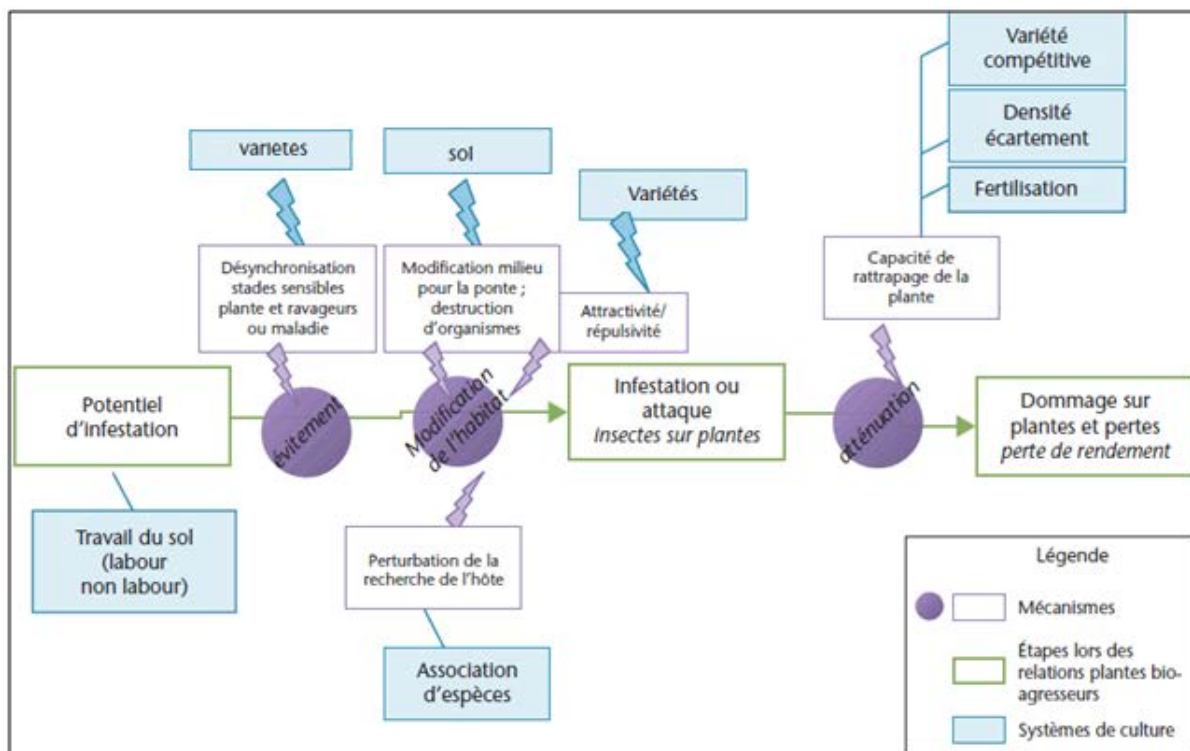 Variété
compétitive
Densité
écartement
Fertilisation
varietes
sol
Variétés
Désynchronisation
stades sensibles
plante et ravageurs
ou maladie
Modification milieu
pour la ponte ;
destruction
d'organismes
Attractivité/
répulsivité
Capacité de
rattrapage de la
plante
Potentiel
d'infestation
évitement
Modification
de l'habitat
Infestation ou
attaque
insectes sur plantes
atténuation
Dommage sur
plantes et pertes
perte de rendement
Travail du sol
(labour
non labour)
Perturbation de la
recherche de l'hôte
Association
d'espèces
Légende
Mécanismes
Étapes lors des
relations plantes bio-
agresseurs
Systèmes de culture